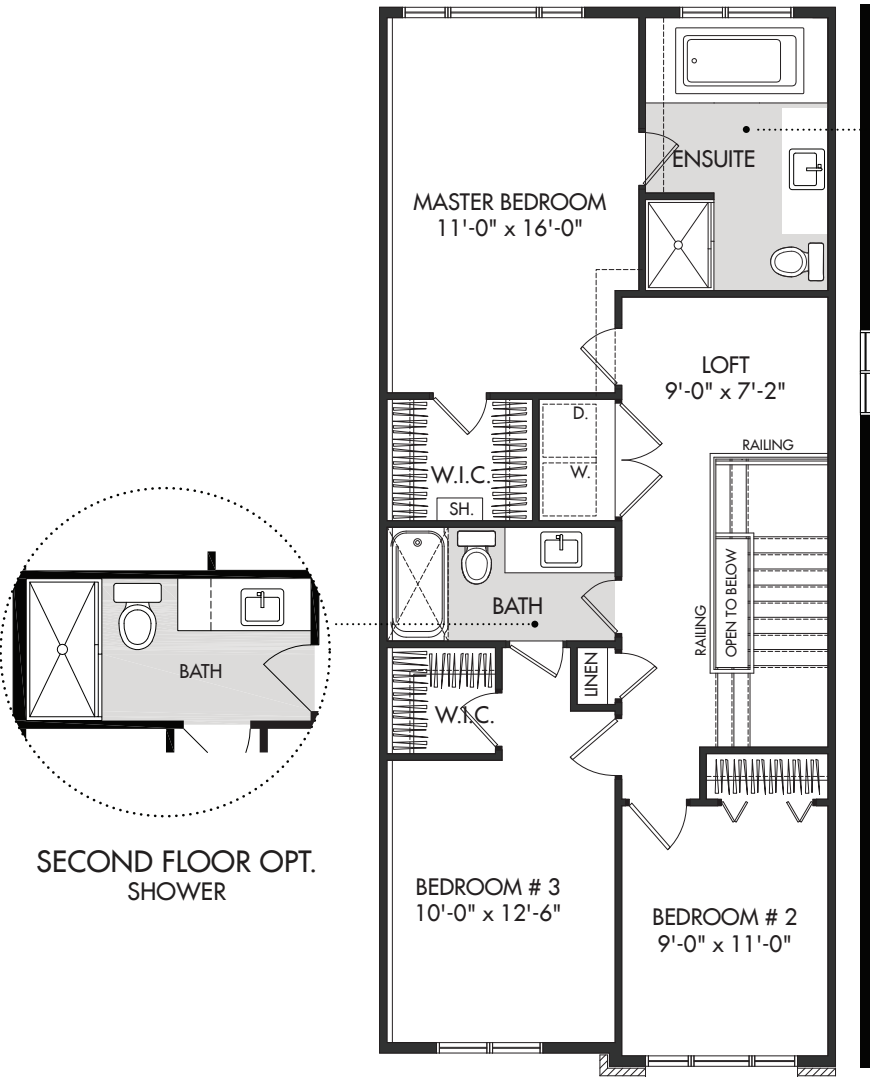 ENSUITE
MASTER BEDROOM
11'-0" x 16'-0"
LOFT
9'-0" x 7'-2"
D.
W.
RAILING
W.I.C.
SH.
BATH
RAILING
OPEN TO BELOW
LINEN
W.I.C.
BATH
SECOND FLOOR OPT.
SHOWER
BEDROOM # 3
10'-0" x 12'-6"
BEDROOM # 2
9'-0" x 11'-0"